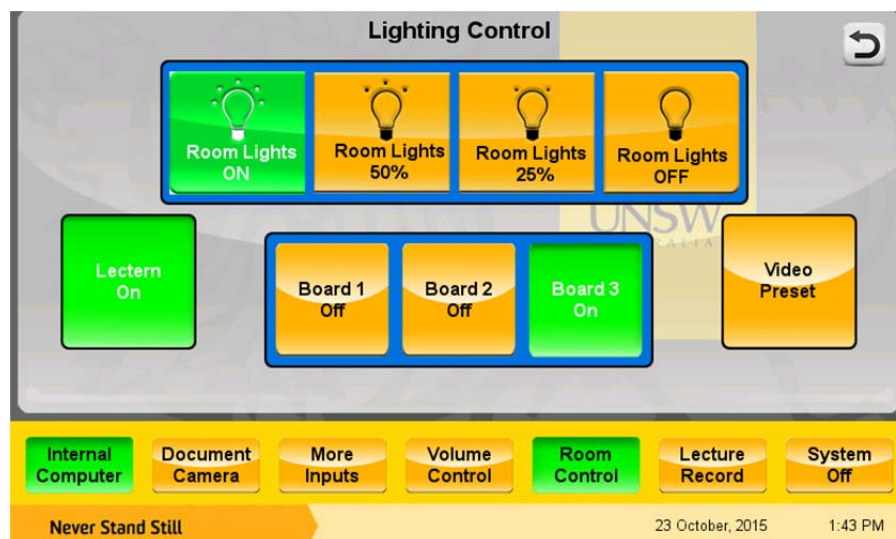 Lighting Control
Room Lights
ON
Room Lights
50%
Room Lights
25%
Room Lights
OFF
UNSW
RALIA
Lectern
On
Board 1
Off
Board 2
Off
Board 3
On
Video
Preset
Internal
Computer
Document
Camera
More
Inputs
Volume
Control
Room
Control
Lecture
Record
System
Off
Never Stand Still
23 October, 2015
1:43 PM